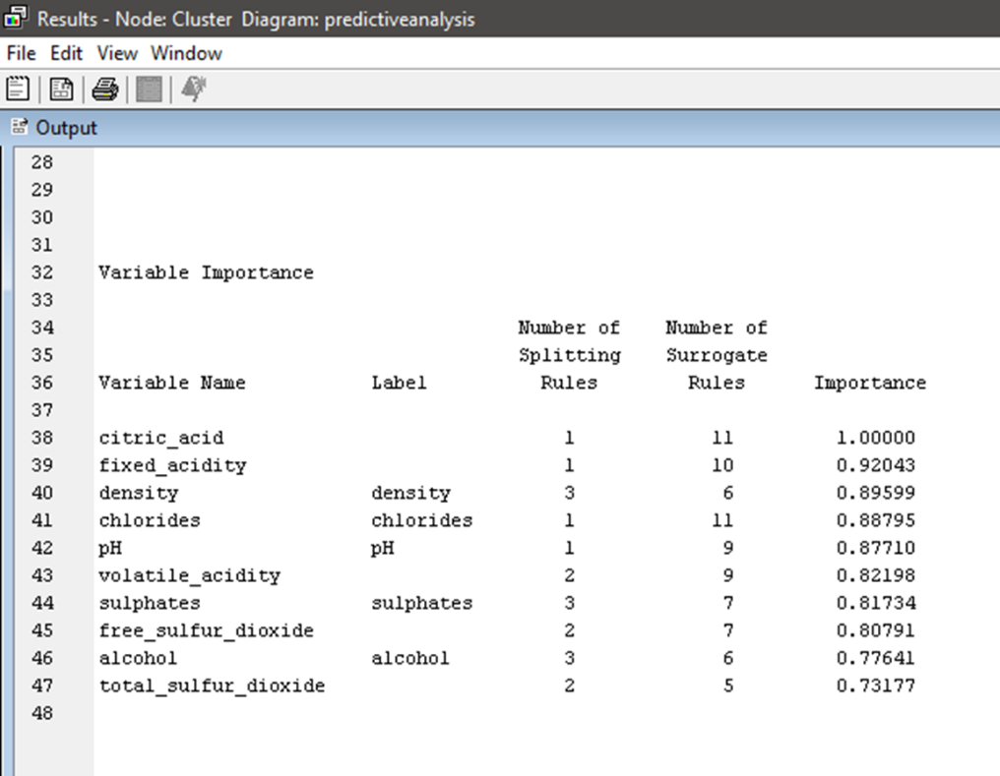 Results - Node: Cluster Diagram: predictiveanalysis
File Edit View Window
Output
28
29
30
31
32 Variable Importance
33
34 Number of Number of
35 Splitting Surrogate
36 Variable Name Label Rules Rules Importance
37
38 citric_acid 1 11 1.00000
39 fixed_acidity 1 10 0.92043
40 density density 3 6 0.89599
41 chlorides chlorides 1 11 0.88795
42 pH pH 1 9 0.87710
43 volatile_acidity 2 9 0.82198
44 sulphates sulphates 3 7 0.81734
45 free_sulfur_dioxide 2 7 0.80791
46 alcohol alcohol 3 6 0.77641
47 total_sulfur_dioxide 2 5 0.73177
48